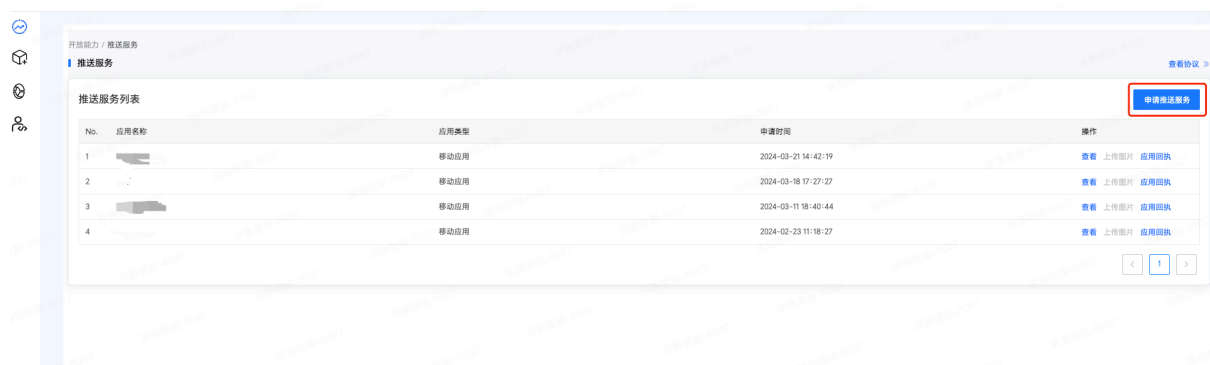 开放能力 / 推送服务
推送服务
查看协议 》
推送服务列表
申请推送服务
No. 应用名称 应用类型 申请时间 操作
1 移动应用 2024-03-21 14:42:19 查看 上传图片 应用回执
2 移动应用 2024-03-18 17:27:27 查看 上传图片 应用回执
3 移动应用 2024-03-11 18:40:44 查看 上传图片 应用回执
4 移动应用 2024-02-23 11:18:27 查看 上传图片 应用回执
< 1 >